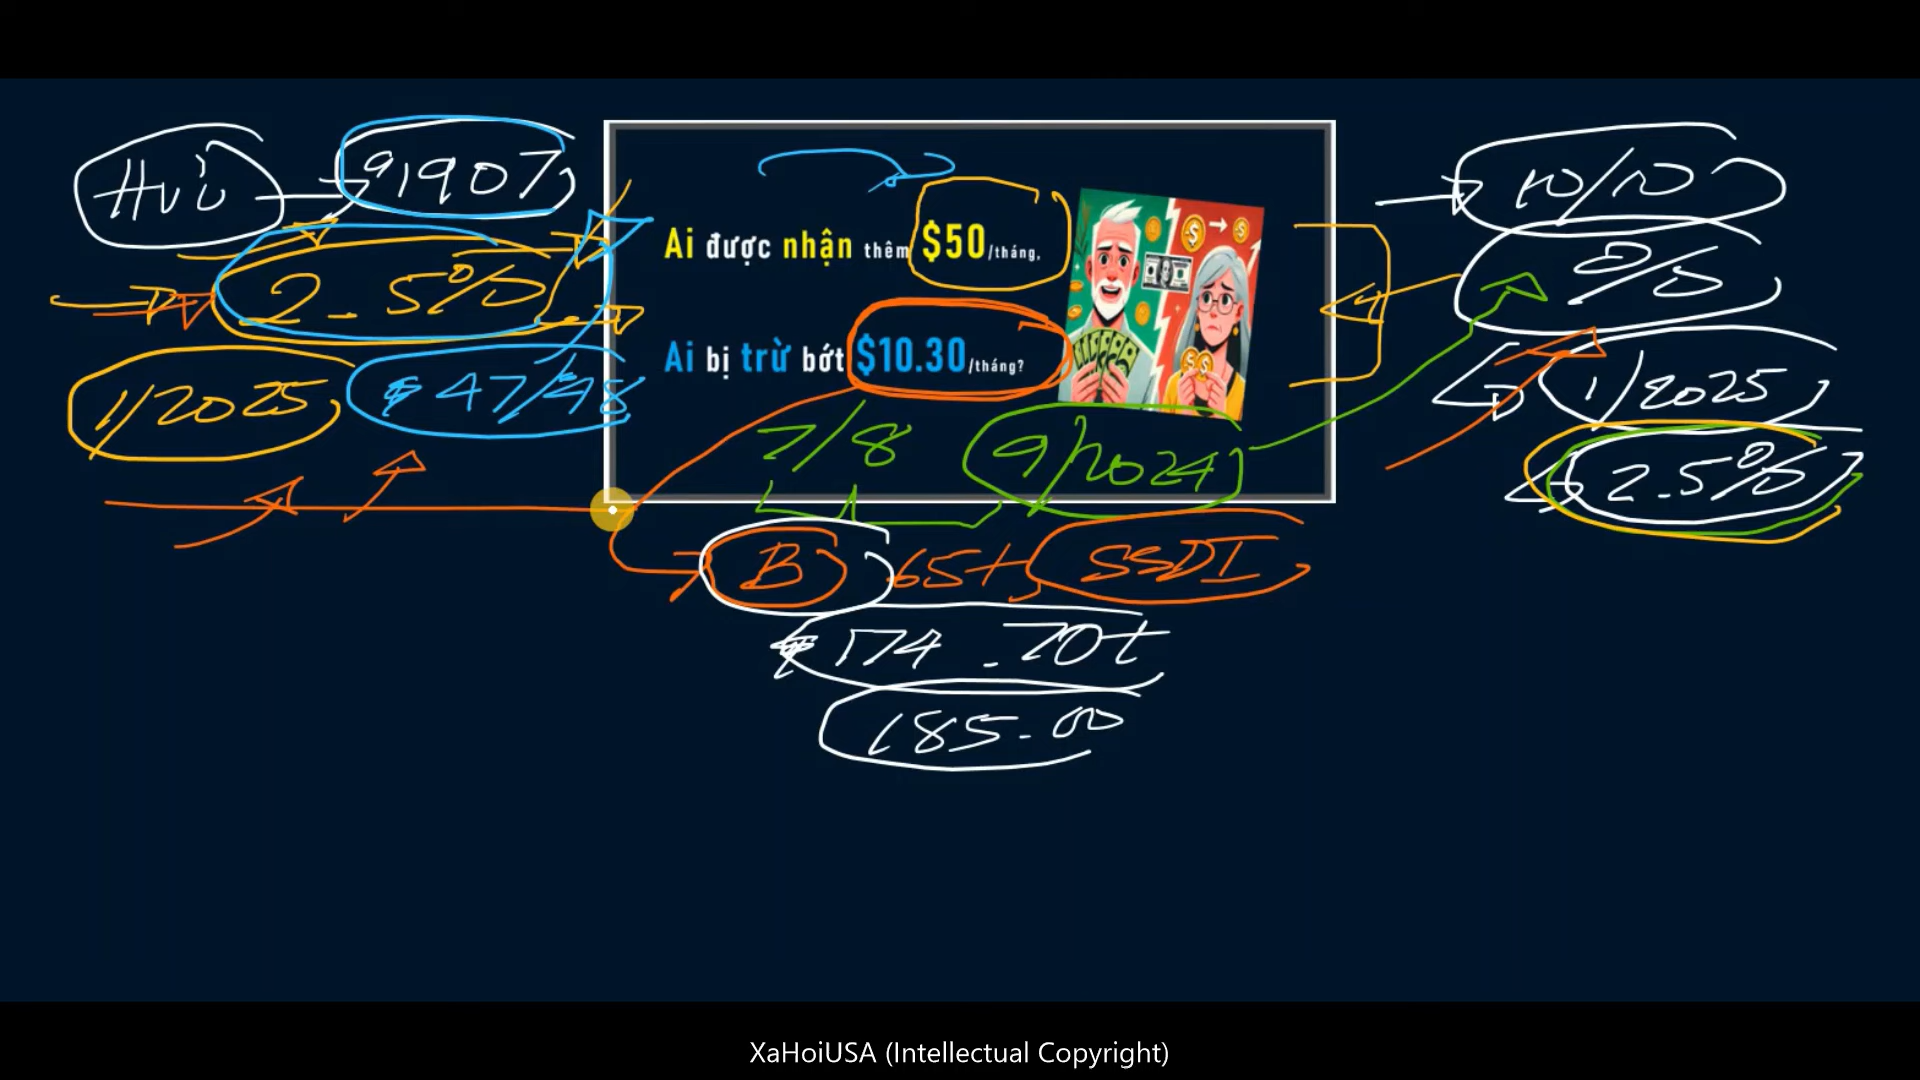 Hưu
$1907
2.5%
1/2025
$47/48
Ai được nhận thêm $50/tháng.
Ai bị trừ bớt $10.30/tháng?
7/8 9/2024
B 65+, SSDI
$174.70
185.00
10/10
%
1/2025
2.5%
XaHoiUSA (Intellectual Copyright)